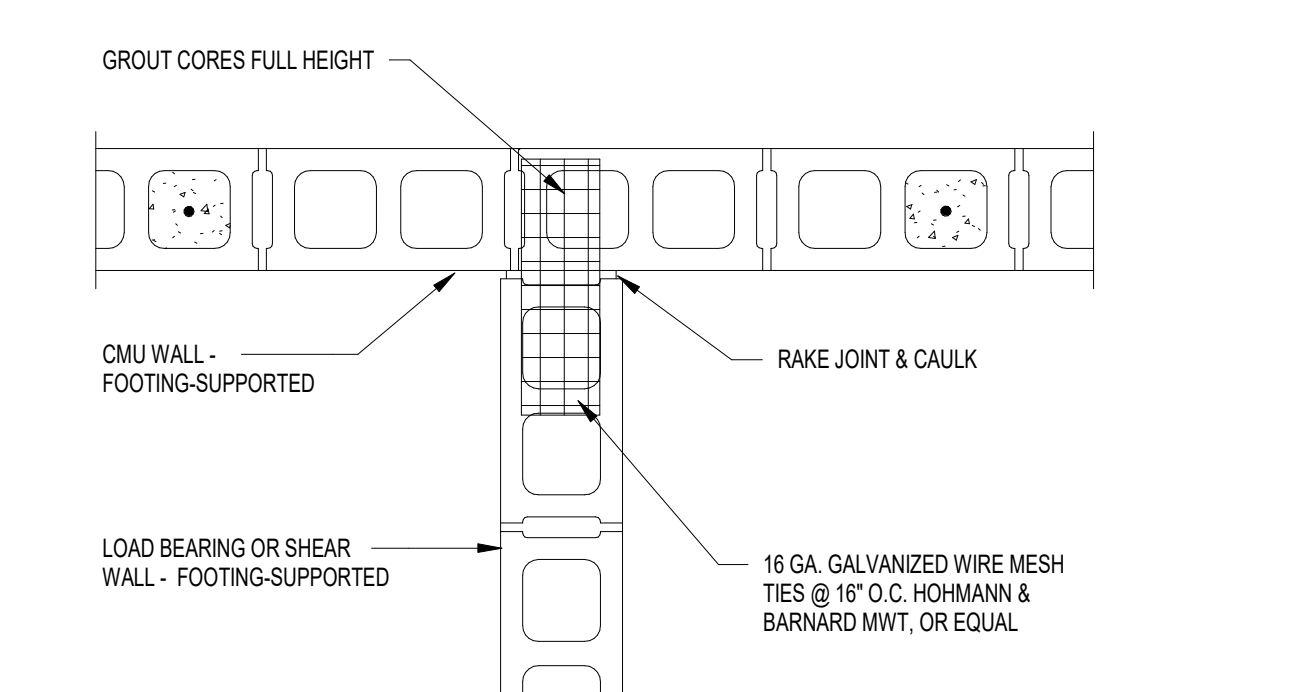 GROUT CORES FULL HEIGHT
CMU WALL -
FOOTING-SUPPORTED
RAKE JOINT & CAULK
LOAD BEARING OR SHEAR
WALL - FOOTING-SUPPORTED
16 GA. GALVANIZED WIRE MESH
TIES @ 16" O.C. HOHMANN &
BARNARD MWT, OR EQUAL